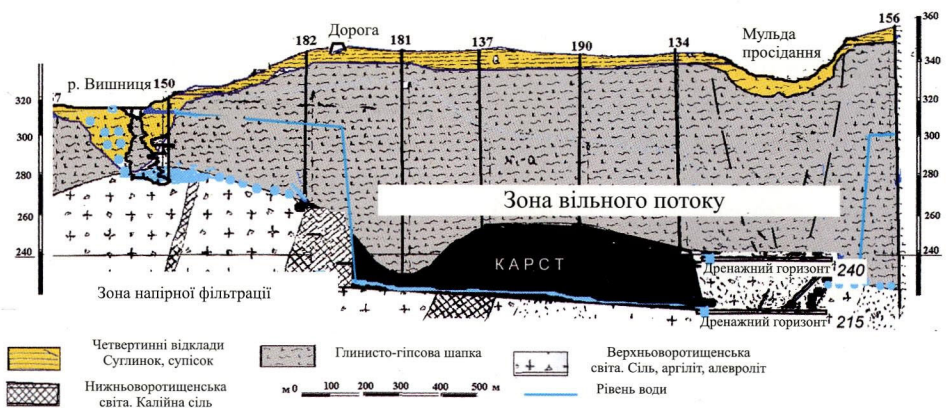 Дорога
360
156
182
181
137
190
134
Мульда
просідання
340
340
р. Вишниця
7
150
320
320
300
300
280
280
260
260
Зона вільного потоку
240
240
КАРСТ
Дренажний горизонт 240
Зона напірної фільтрації
Дренажний горизонт 215
Четвертинні відклади
Суглинок, супісок
Глинисто-гіпсова шапка
Верхньоворотищенська
світа. Сіль, аргіліт, алевроліт
Нижньоворотищенська
світа. Калійна сіль
м 0 100 200 300 400 500 м
Рівень води